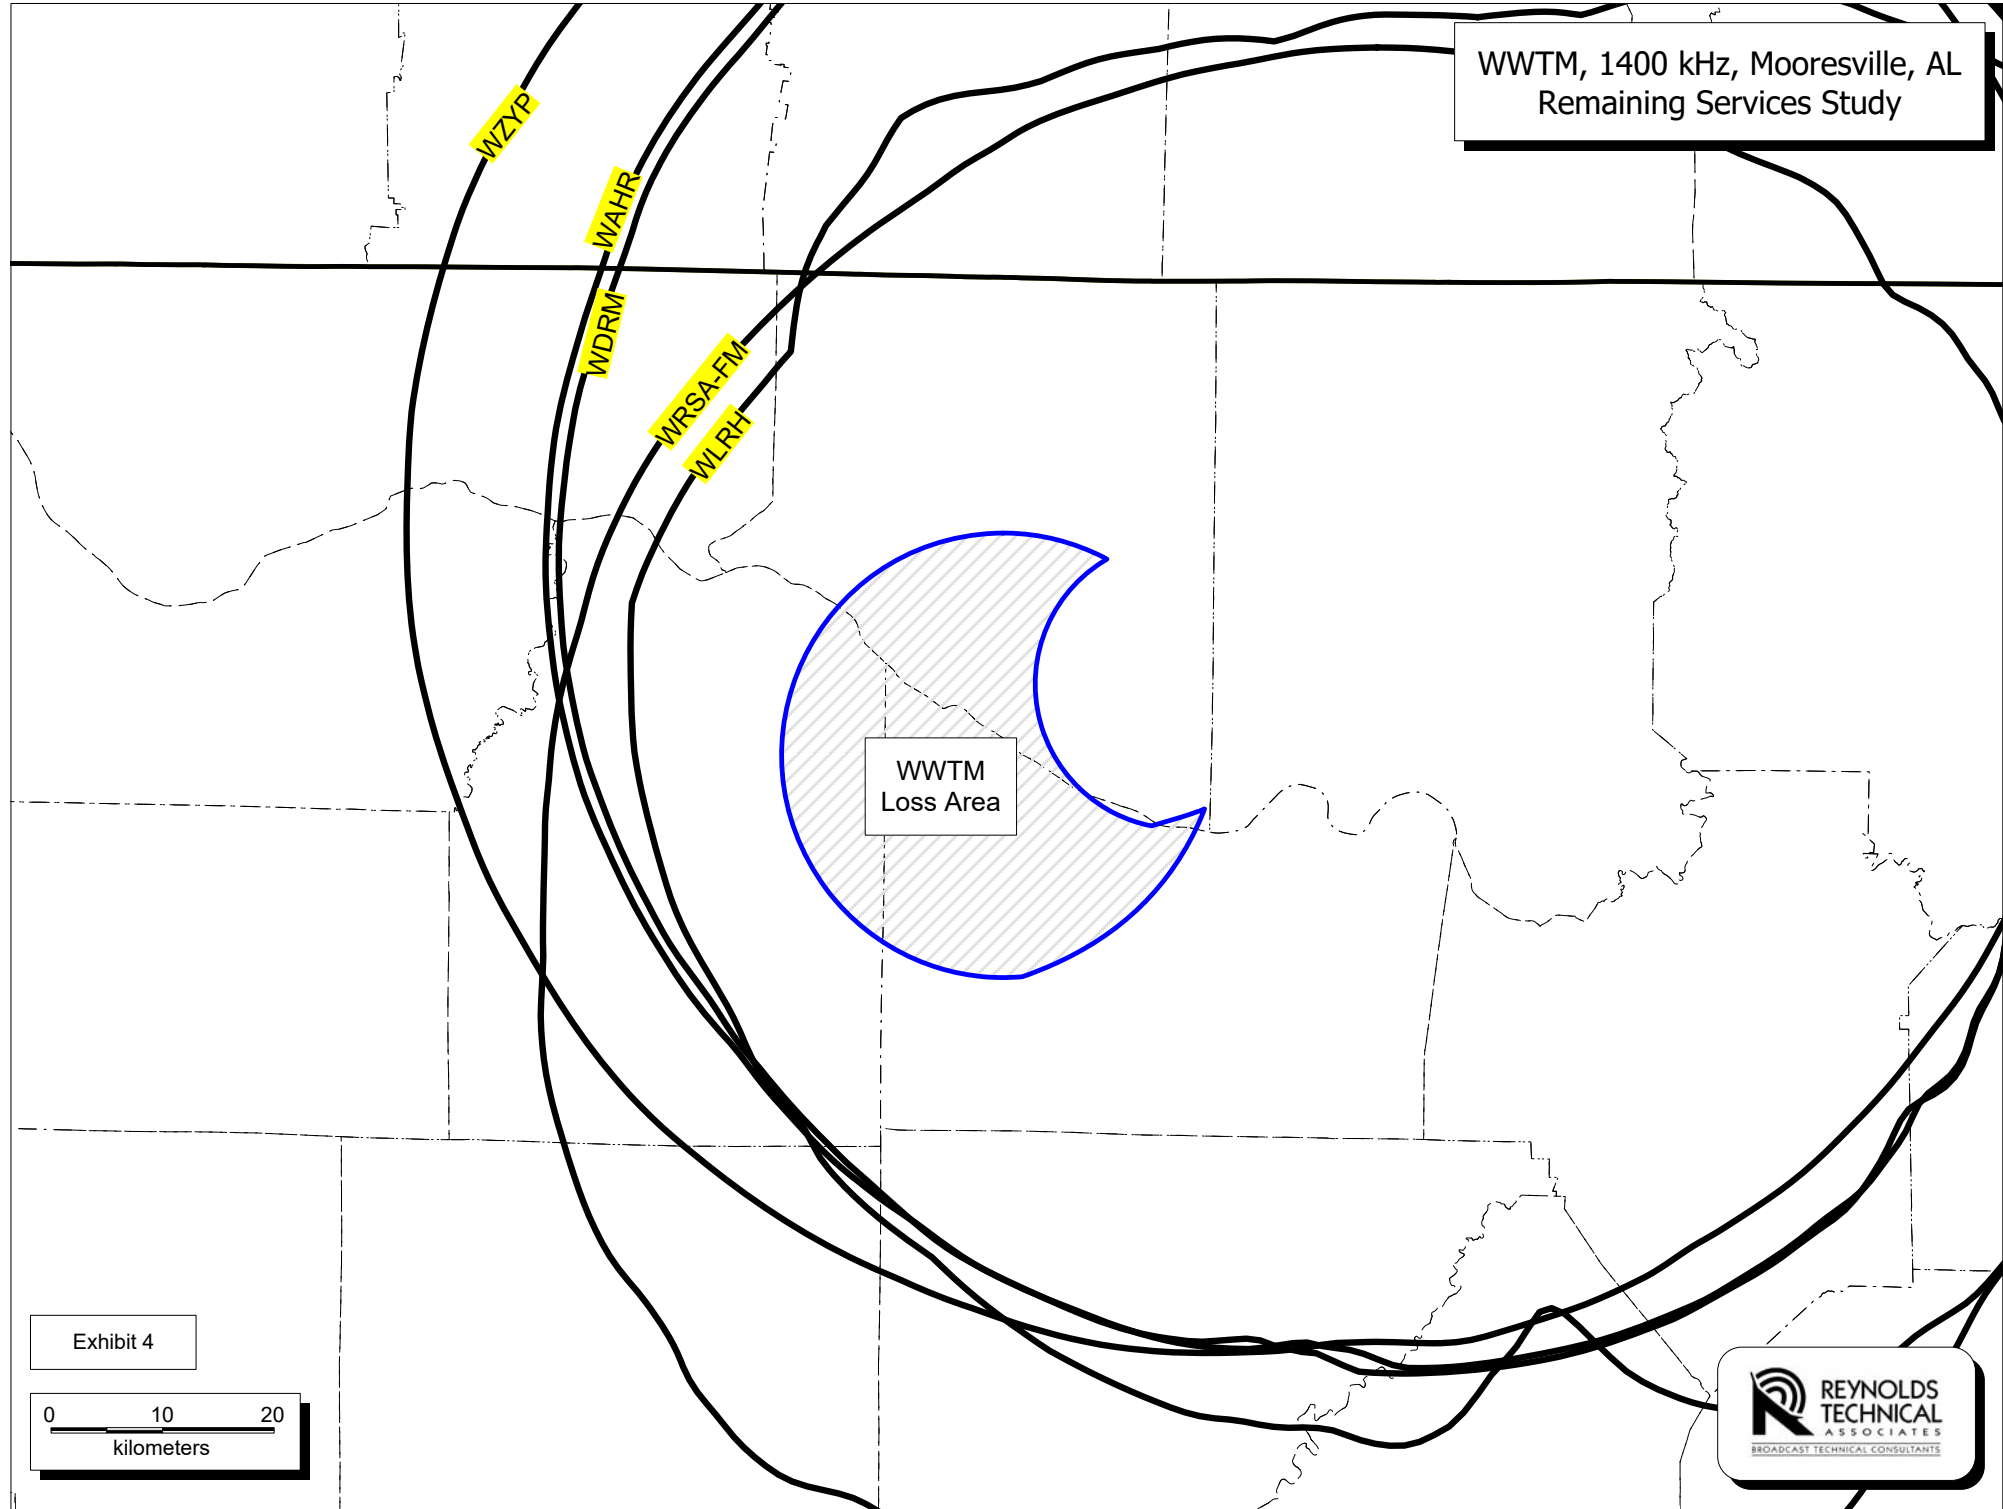 WWTM, 1400 kHz, Mooresville, AL
Remaining Services Study
WZYP
WAHR
WDRM
WRSA-FM
WLRH
WWTM
Loss Area
Exhibit 4
0 10 20
kilometers
REYNOLDS
TECHNICAL
ASSOCIATES
BROADCAST TECHNICAL CONSULTANTS